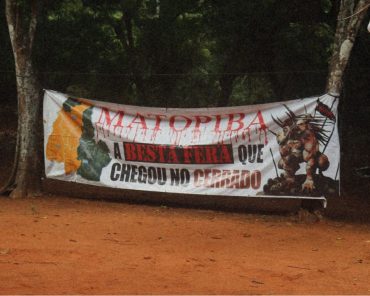 MATOPIBA
A BESTA FERA QUE
CHEGOU NO CERRADO